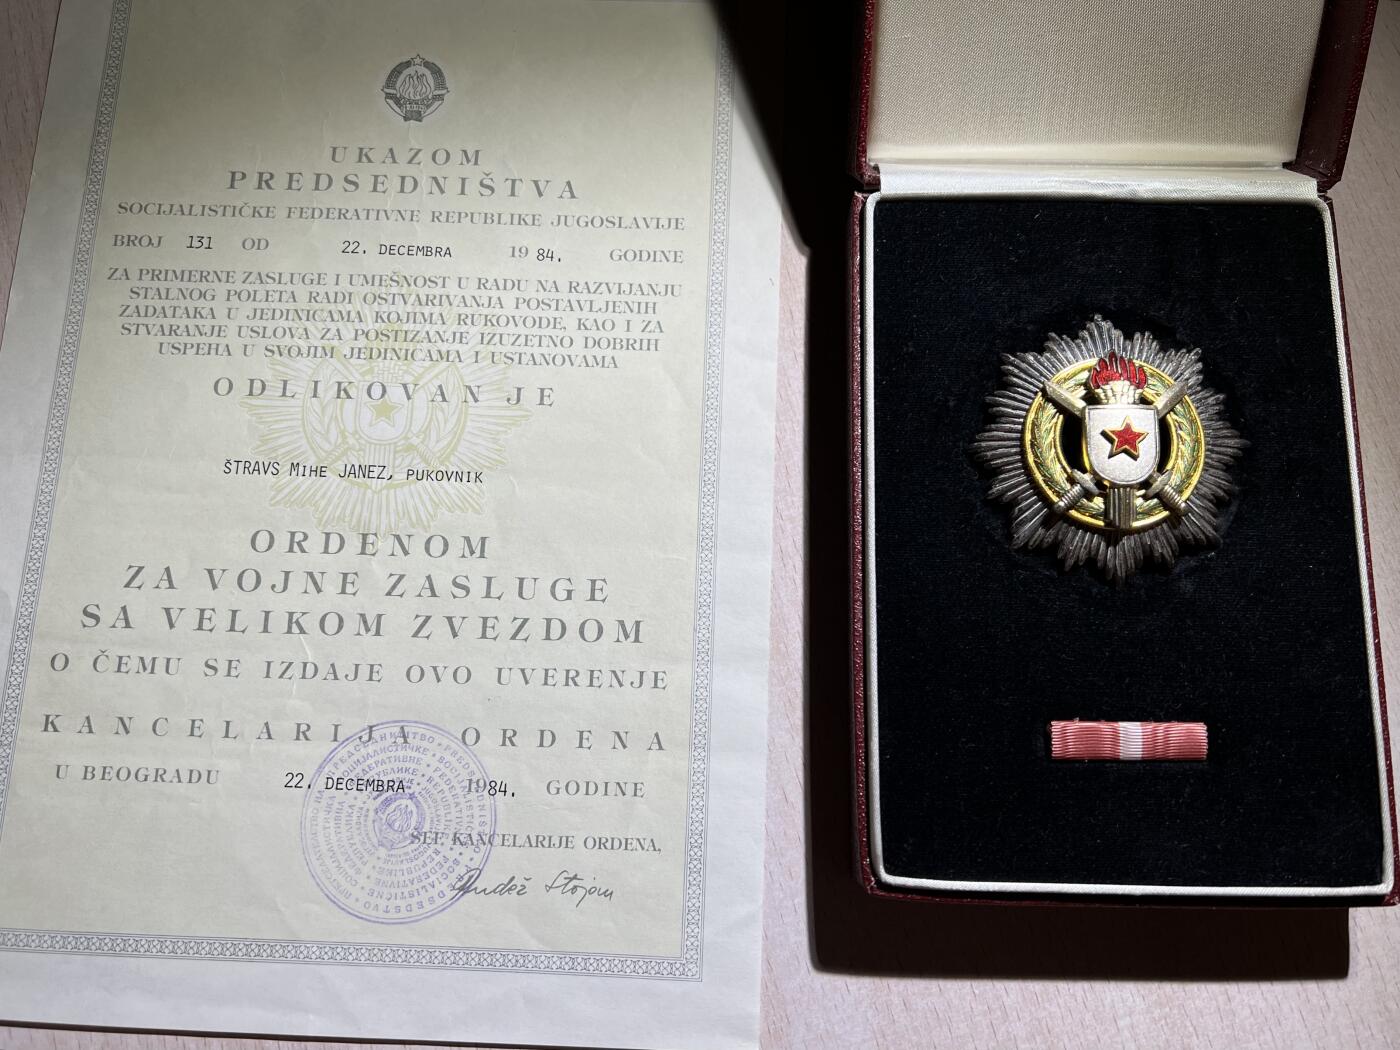 UKAZOM
PREDSEDNIŠTVA
SOCIJALISTIČKE FEDERATIVNE REPUBLIKE JUGOSLAVIJE
BROJ 131 OD 22. DECEMBRA 1984. GODINE
ZA PRIMERNE ZASLUGE I UMEŠNOST U RADU NA RAZVIJANJU
STALNOG POLETA RADI OSTVARIVANJA POSTAVLJENIH
ZADATAKA U JEDINICAMA KOJIMA RUKOVODE, KAO I ZA
STVARANJE USLOVA ZA POSTIZANJE IZUZETNO DOBRIH
USPEHA U SVOJIM JEDINICAMA I USTANOVAMA
ODLIKOVAN JE
ŠTRAVS MIHE JANEZ, PUKOVNIK
ORDENOM
ZA VOJNE ZASLUGE
SA VELIKOM ZVEZDOM
O ČEMU SE IZDAJE OVO UVERENJE
KANCELARIJA ORDENA
U BEOGRADU 22. DECEMBRA 1984. GODINE
ŠEF KANCELARIJE ORDENA,
Stojan